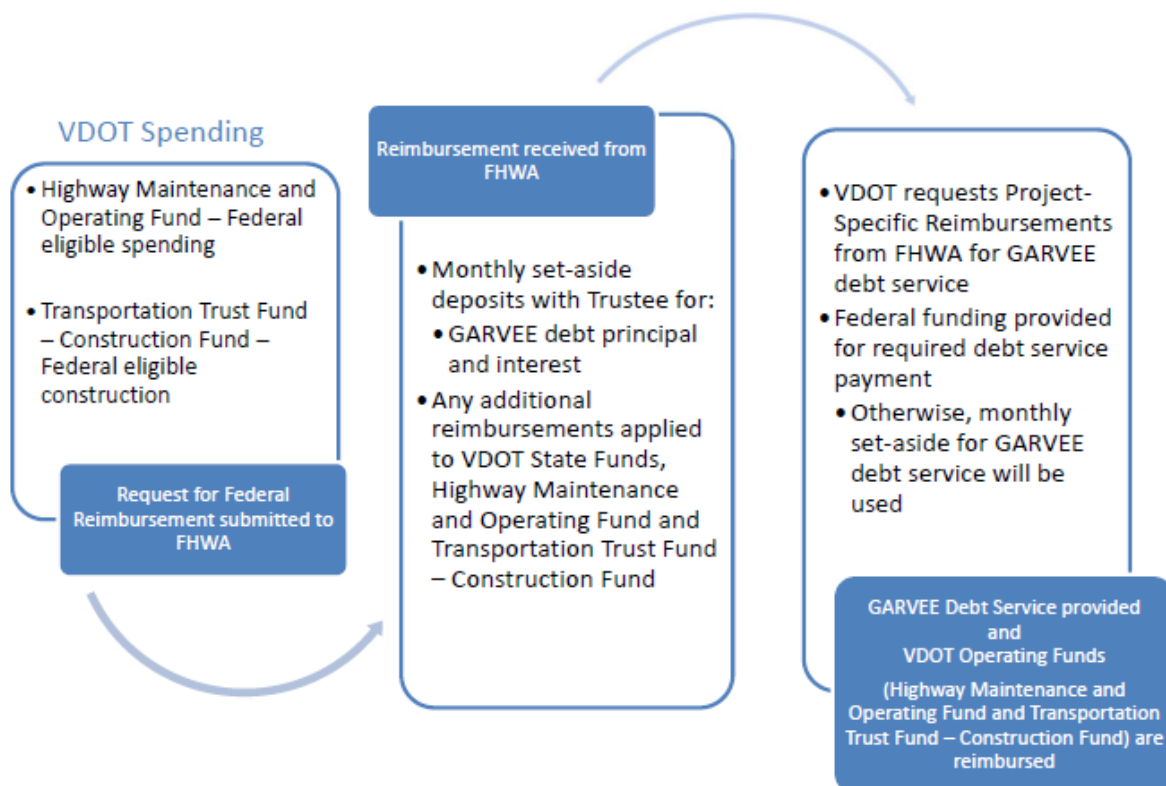 VDOT Spending
• Highway Maintenance and
Operating Fund – Federal
eligible spending
• Transportation Trust Fund
– Construction Fund –
Federal eligible
construction
Request for Federal
Reimbursement submitted to
FHWA
Reimbursement received from
FHWA
• Monthly set-aside
deposits with Trustee for:
• GARVEE debt principal
and interest
• Any additional
reimbursements applied
to VDOT State Funds,
Highway Maintenance
and Operating Fund and
Transportation Trust Fund
– Construction Fund
• VDOT requests Project-
Specific Reimbursements
from FHWA for GARVEE
debt service
• Federal funding provided
for required debt service
payment
• Otherwise, monthly
set-aside for GARVEE
debt service will be
used
GARVEE Debt Service provided
and
VDOT Operating Funds
(Highway Maintenance and
Operating Fund and Transportation
Trust Fund – Construction Fund) are
reimbursed